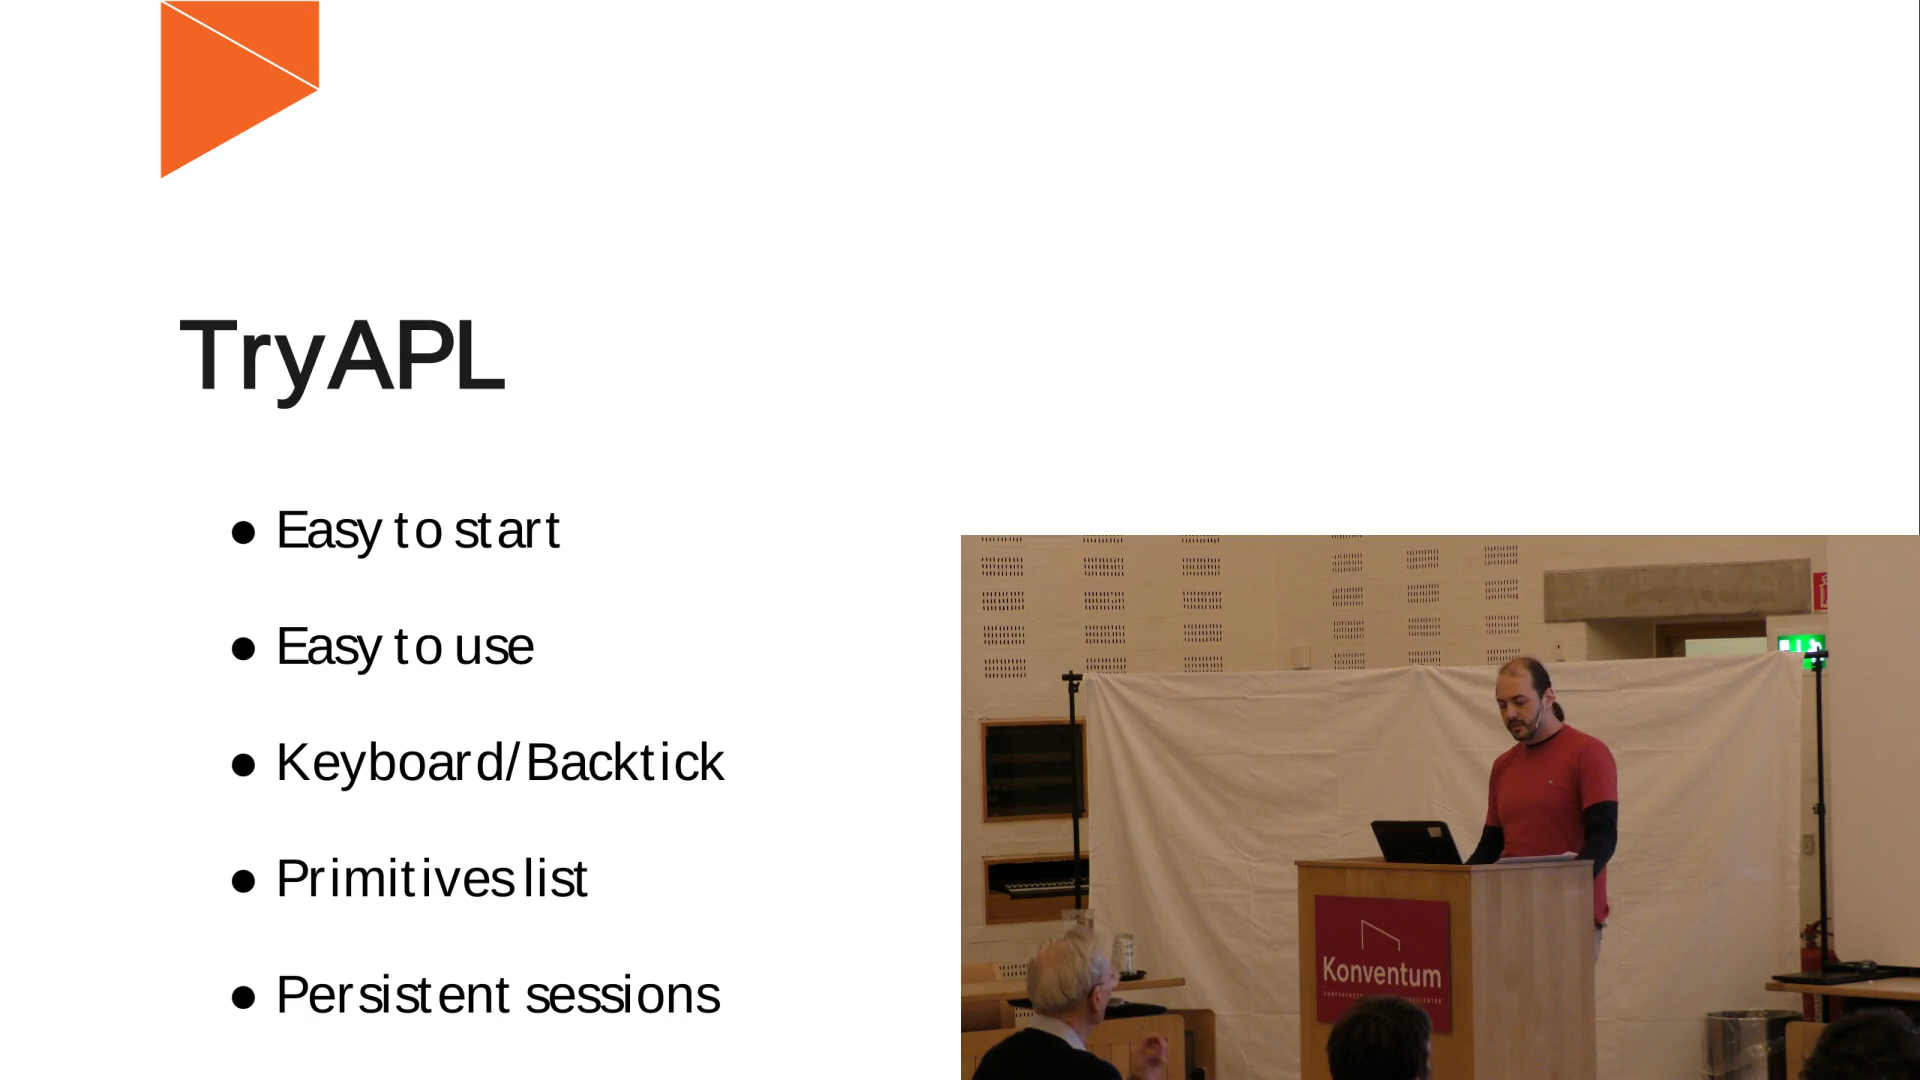 TryAPL
● Easy to start
● Easy to use
● Keyboard/Backtick
● Primitives list
● Persistent sessions
Konventum